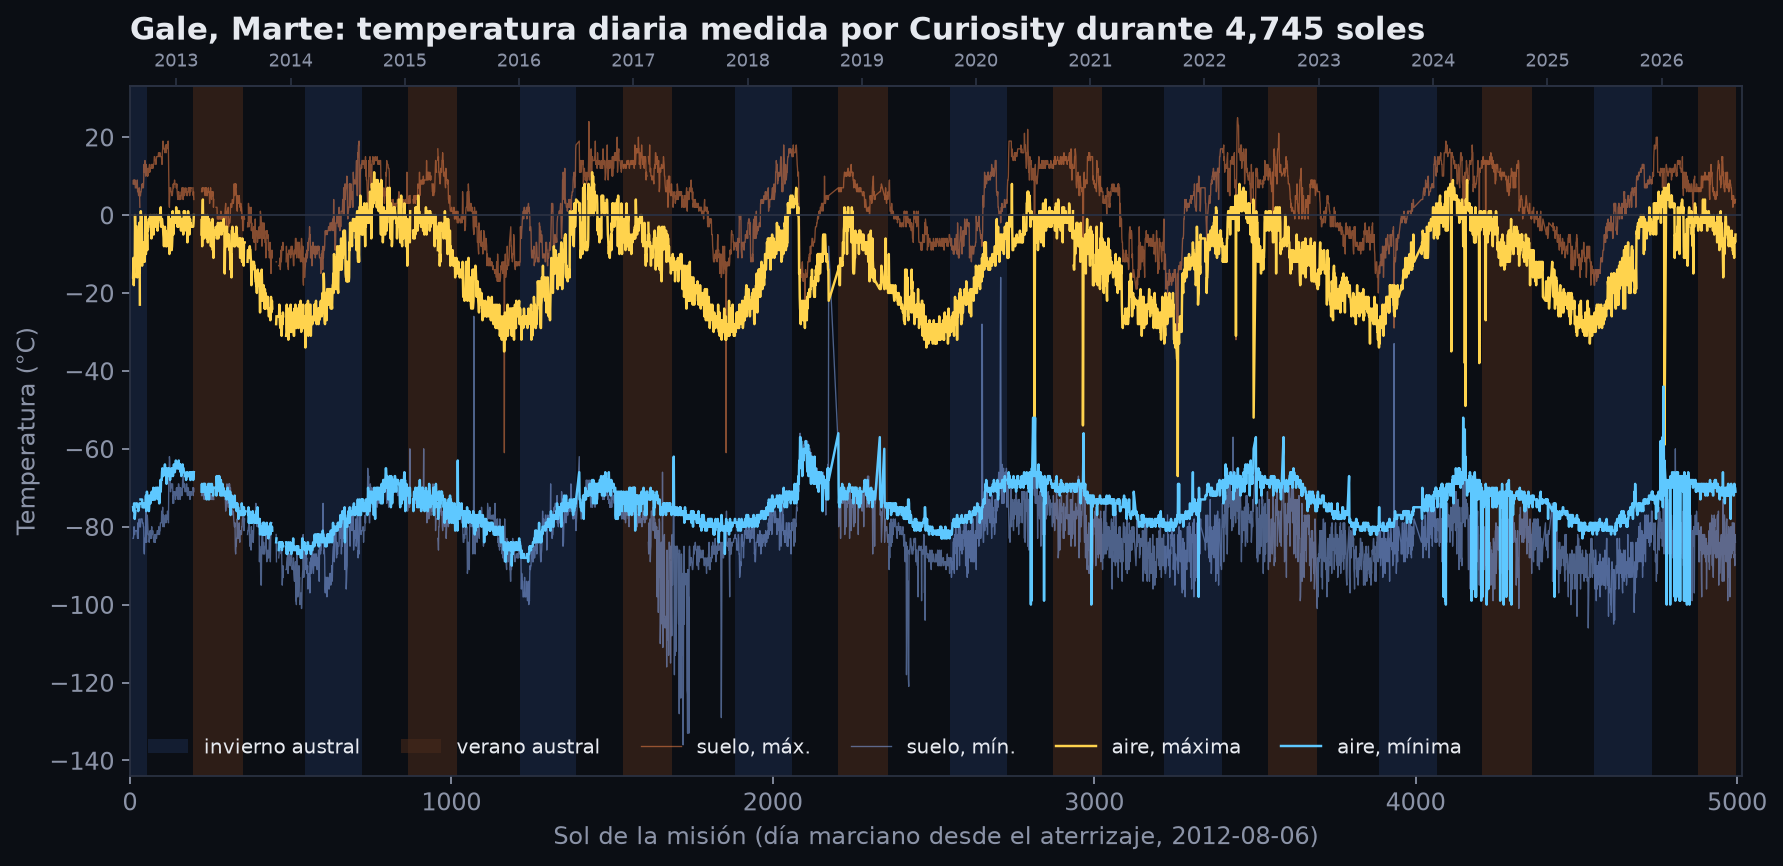 Gale, Marte: temperatura diaria medida por Curiosity durante 4,745 soles
2013 2014 2015 2016 2017 2018 2019 2020 2021 2022 2023 2024 2025 2026
Temperatura (°C)
20
0
−20
−40
−60
−80
−100
−120
−140
invierno austral verano austral suelo, máx. suelo, mín. aire, máxima aire, mínima
0 1000 2000 3000 4000 5000
Sol de la misión (día marciano desde el aterrizaje, 2012-08-06)